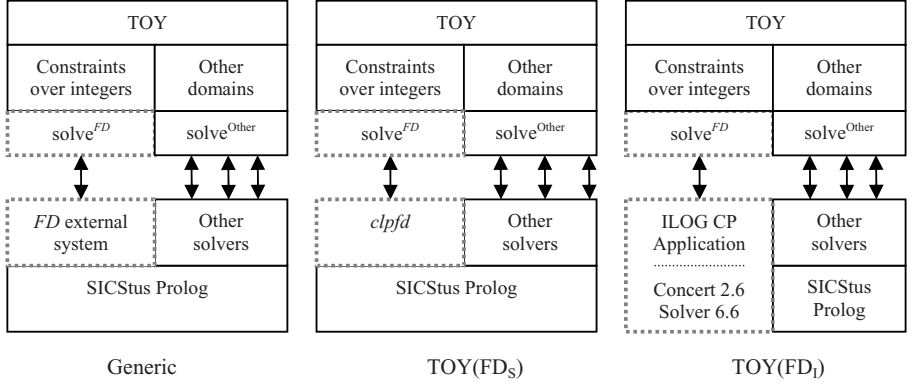 TOY
Constraints
over integers
Other
domains
solve^FD
solve^Other
FD external
system
Other
solvers
SICStus Prolog
Generic
TOY
Constraints
over integers
Other
domains
solve^FD
solve^Other
clpfd
Other
solvers
SICStus Prolog
TOY(FD_S)
TOY
Constraints
over integers
Other
domains
solve^FD
solve^Other
ILOG CP
Application
Concert 2.6
Solver 6.6
Other
solvers
SICStus
Prolog
TOY(FD_I)